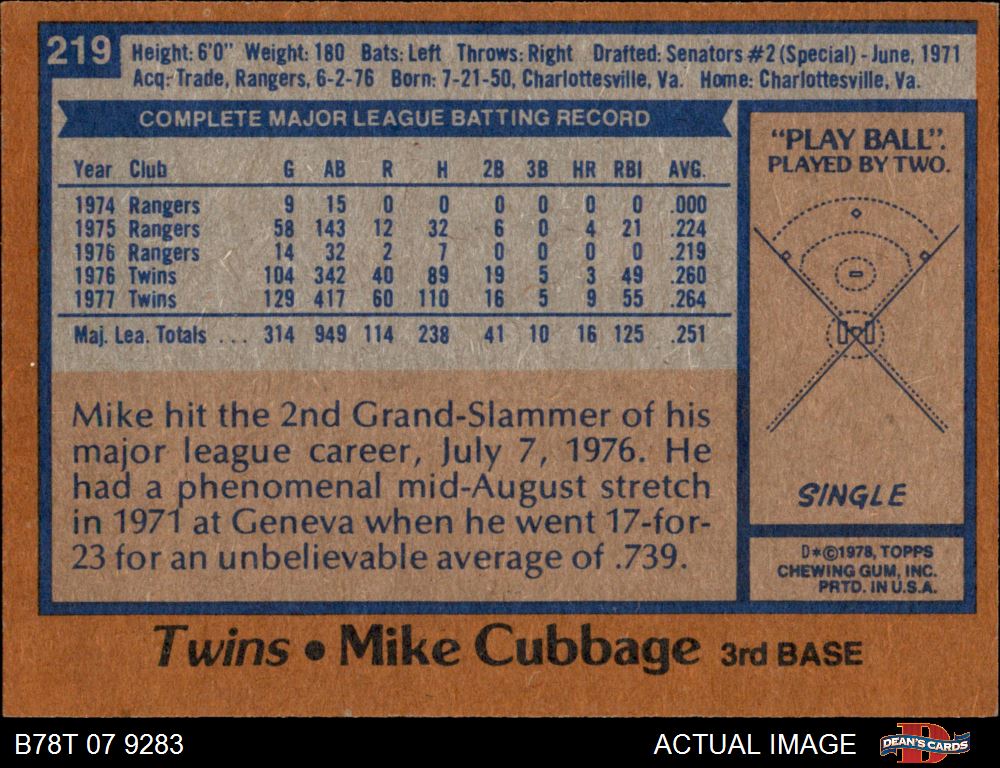 219
Height: 6'0" Weight: 180 Bats: Left Throws: Right Drafted: Senators #2 (Special) - June, 1971
Acq: Trade, Rangers, 6-2-76 Born: 7-21-50, Charlottesville, Va. Home: Charlottesville, Va.
COMPLETE MAJOR LEAGUE BATTING RECORD
Year Club G AB R H 2B 3B HR RBI AVG.
1974 Rangers 9 15 0 0 0 0 0 0 .000
1975 Rangers 58 143 12 32 6 0 4 21 .224
1976 Rangers 14 32 2 7 0 0 0 0 .219
1976 Twins 104 342 40 89 19 5 3 49 .260
1977 Twins 129 417 60 110 16 5 9 55 .264
Maj. Lea. Totals ... 314 949 114 238 41 10 16 125 .251
Mike hit the 2nd Grand-Slammer of his
major league career, July 7, 1976. He
had a phenomenal mid-August stretch
in 1971 at Geneva when he went 17-for-
23 for an unbelievable average of .739.
"PLAY BALL".
PLAYED BY TWO.
SINGLE
D*©1978, TOPPS
CHEWING GUM, INC.
PRTD. IN U.S.A.
Twins • Mike Cubbage 3rd BASE
B78T 07 9283
ACTUAL IMAGE
DEAN'S CARDS